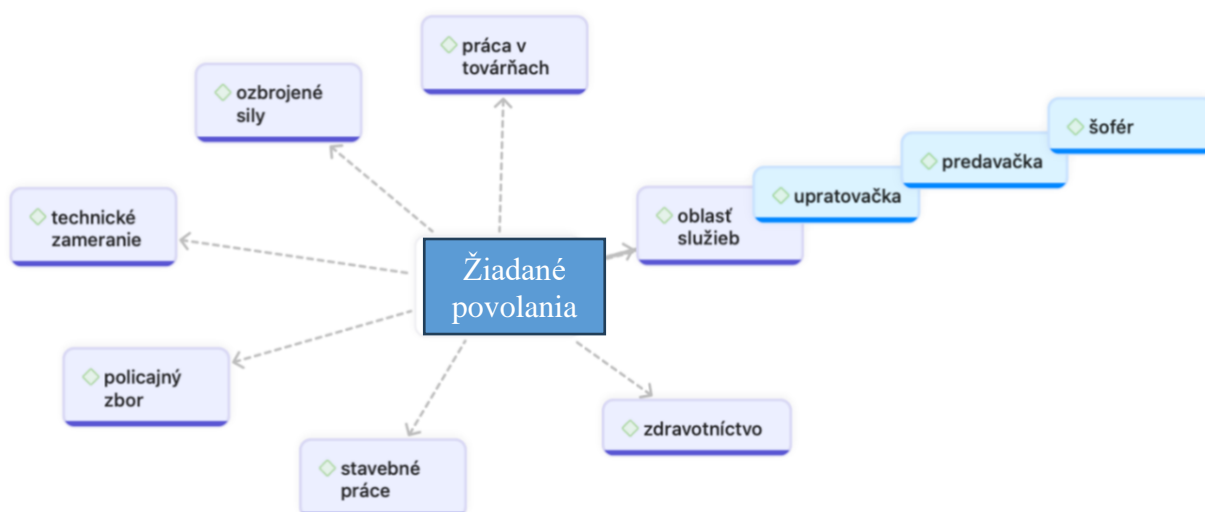 práca v
továrňach
ozbrojené
sily
šofér
predavačka
upratovačka
technické
zameranie
oblasť
služieb
Žiadané
povolania
policajný
zbor
zdravotníctvo
stavebné
práce